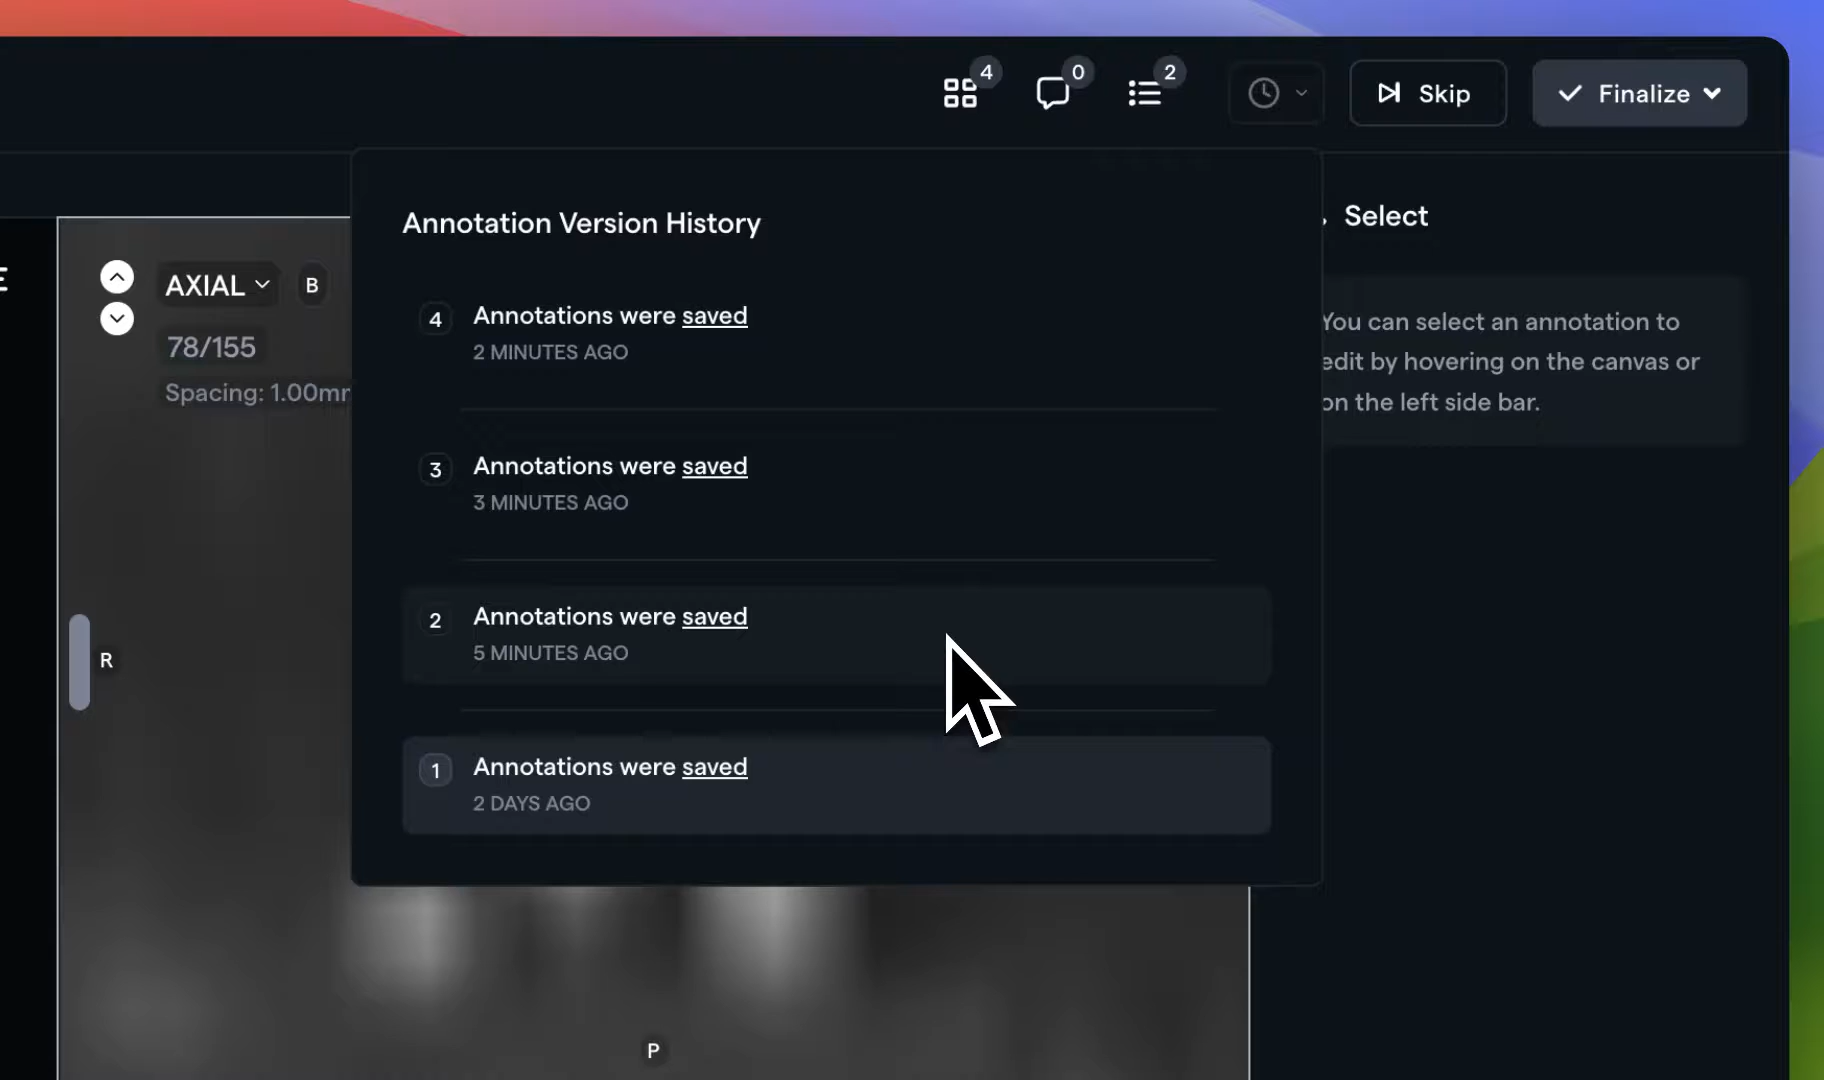 4
0
2
Skip
Finalize
Annotation Version History
4
Annotations were saved
2 MINUTES AGO
3
Annotations were saved
3 MINUTES AGO
2
Annotations were saved
5 MINUTES AGO
1
Annotations were saved
2 DAYS AGO
Select
You can select an annotation to
edit by hovering on the canvas or
on the left side bar.
E
AXIAL
B
78/155
Spacing: 1.00m
R
P